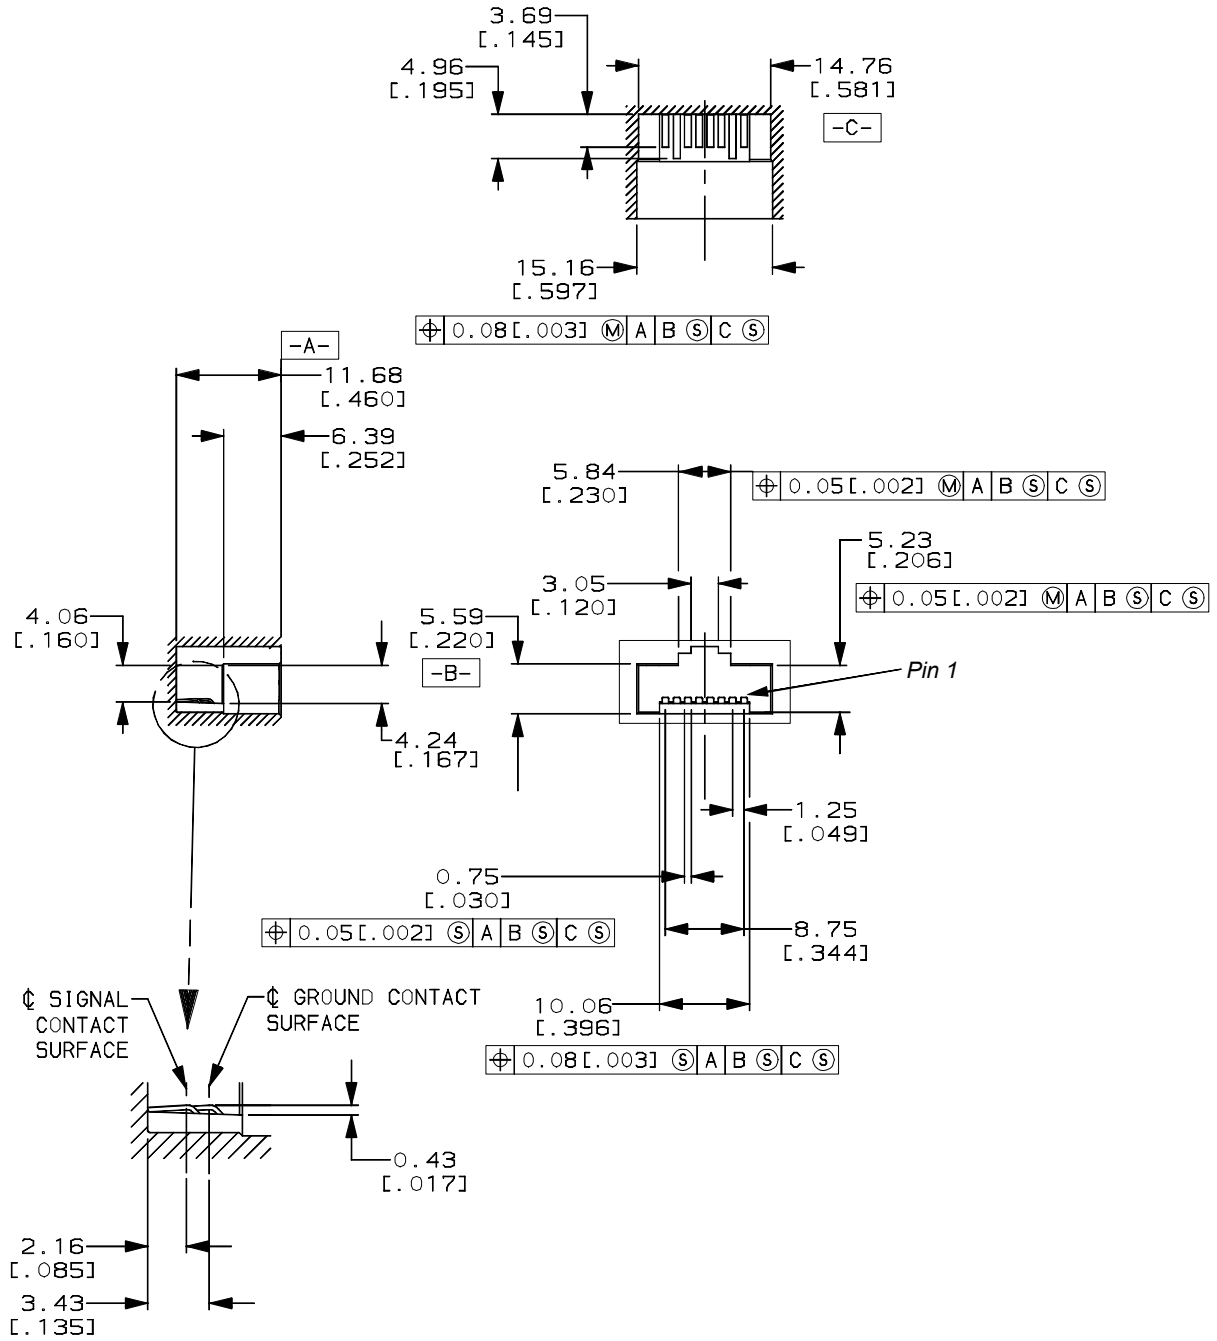 3.69
[.145]
4.96
[.195]
14.76
[.581]
-C-
15.16
[.597]
⌖ 0.08[.003] Ⓜ A B Ⓢ C Ⓢ
-A-
11.68
[.460]
6.39
[.252]
5.84
[.230]
⌖ 0.05[.002] Ⓜ A B Ⓢ C Ⓢ
5.23
[.206]
⌖ 0.05[.002] Ⓜ A B Ⓢ C Ⓢ
3.05
[.120]
4.06
[.160]
5.59
[.220]
-B-
Pin 1
4.24
[.167]
1.25
[.049]
0.75
[.030]
⌖ 0.05[.002] Ⓢ A B Ⓢ C Ⓢ
8.75
[.344]
10.06
[.396]
⌖ 0.08[.003] Ⓢ A B Ⓢ C Ⓢ
℄ SIGNAL
CONTACT
SURFACE
℄ GROUND CONTACT
SURFACE
0.43
[.017]
2.16
[.085]
3.43
[.135]